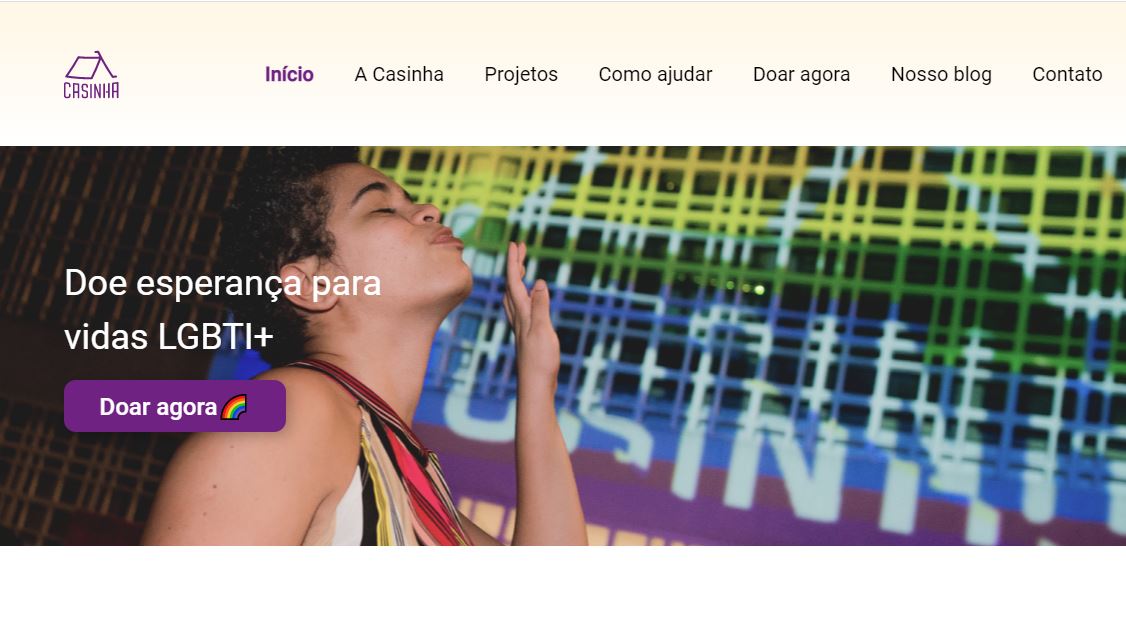 CASINHA
Início
A Casinha
Projetos
Como ajudar
Doar agora
Nosso blog
Contato
Doe esperança para
vidas LGBTI+
Doar agora🌈